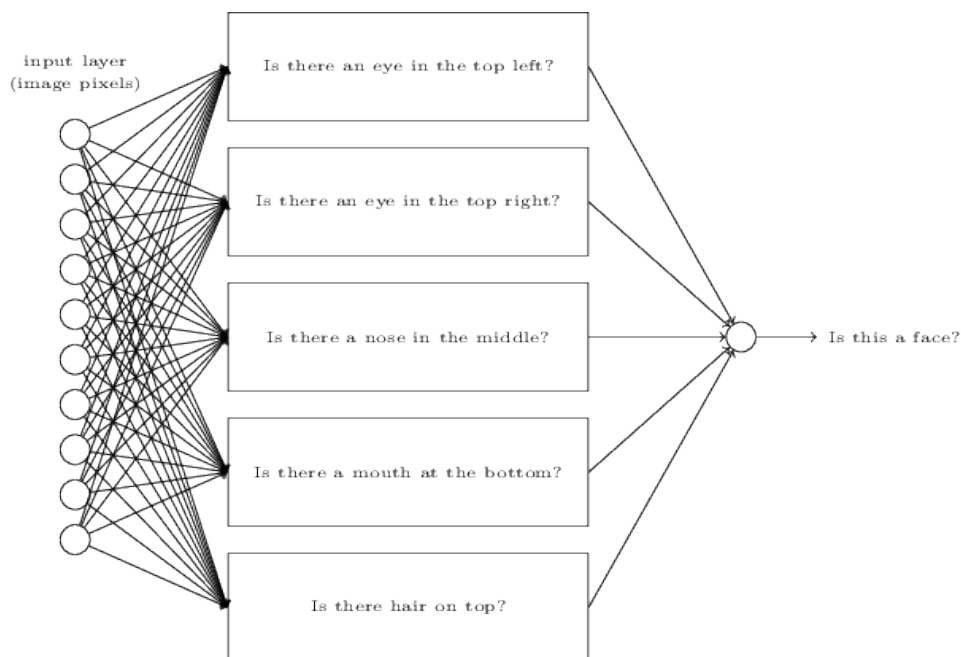 input layer
(image pixels)
Is there an eye in the top left?
Is there an eye in the top right?
Is there a nose in the middle?
Is there a mouth at the bottom?
Is there hair on top?
Is this a face?